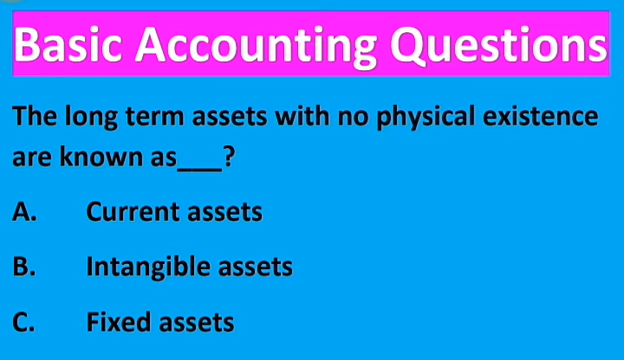 Basic Accounting Questions
The long term assets with no physical existence
are known as___?
A. Current assets
B. Intangible assets
C. Fixed assets